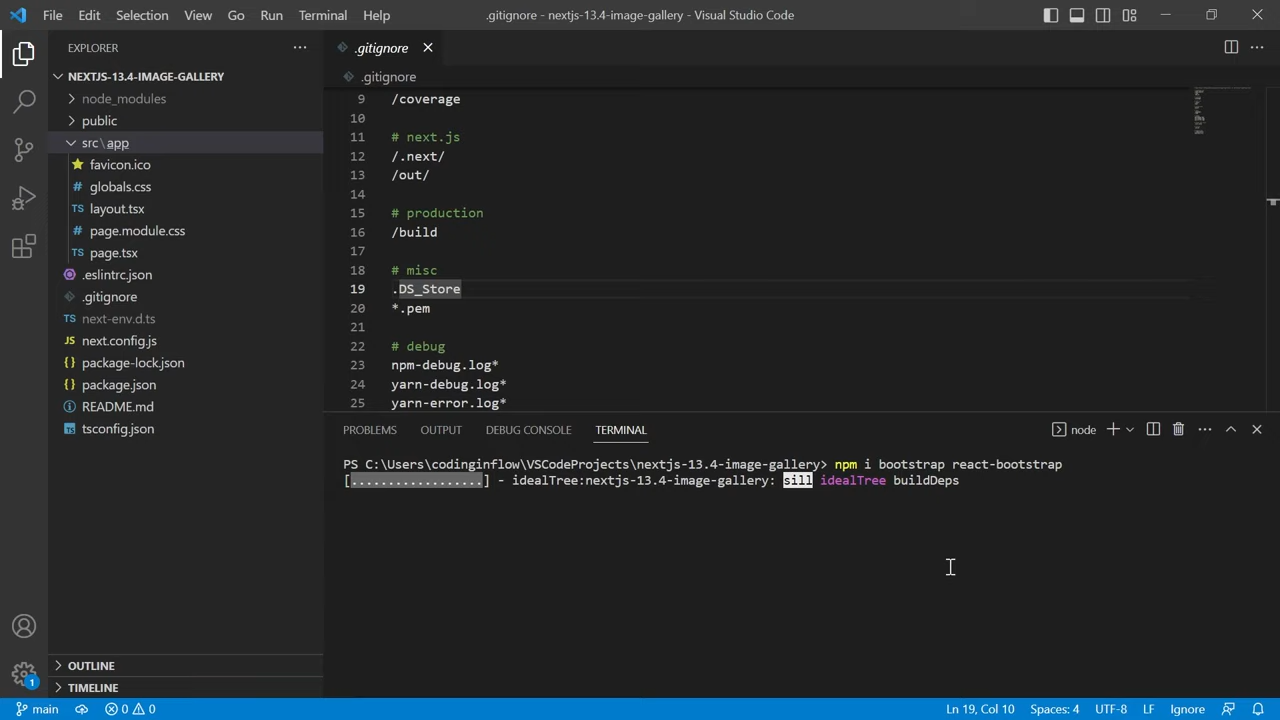 File Edit Selection View Go Run Terminal Help .gitignore - nextjs-13.4-image-gallery - Visual Studio Code
EXPLORER
NEXTJS-13.4-IMAGE-GALLERY
node_modules
public
src\app
favicon.ico
# globals.css
TS layout.tsx
# page.module.css
TS page.tsx
.eslintrc.json
.gitignore
TS next-env.d.ts
JS next.config.js
{} package-lock.json
{} package.json
README.md
TS tsconfig.json
OUTLINE
TIMELINE
.gitignore
.gitignore
9 /coverage
10
11 # next.js
12 /.next/
13 /out/
14
15 # production
16 /build
17
18 # misc
19 .DS_Store
20 *.pem
21
22 # debug
23 npm-debug.log*
24 yarn-debug.log*
25 yarn-error.log*
PROBLEMS OUTPUT DEBUG CONSOLE TERMINAL node
PS C:\Users\codinginflow\VSCodeProjects\nextjs-13.4-image-gallery> npm i bootstrap react-bootstrap
[..................] - idealTree:nextjs-13.4-image-gallery: sill idealTree buildDeps
1
main 0 0 Ln 19, Col 10 Spaces: 4 UTF-8 LF Ignore